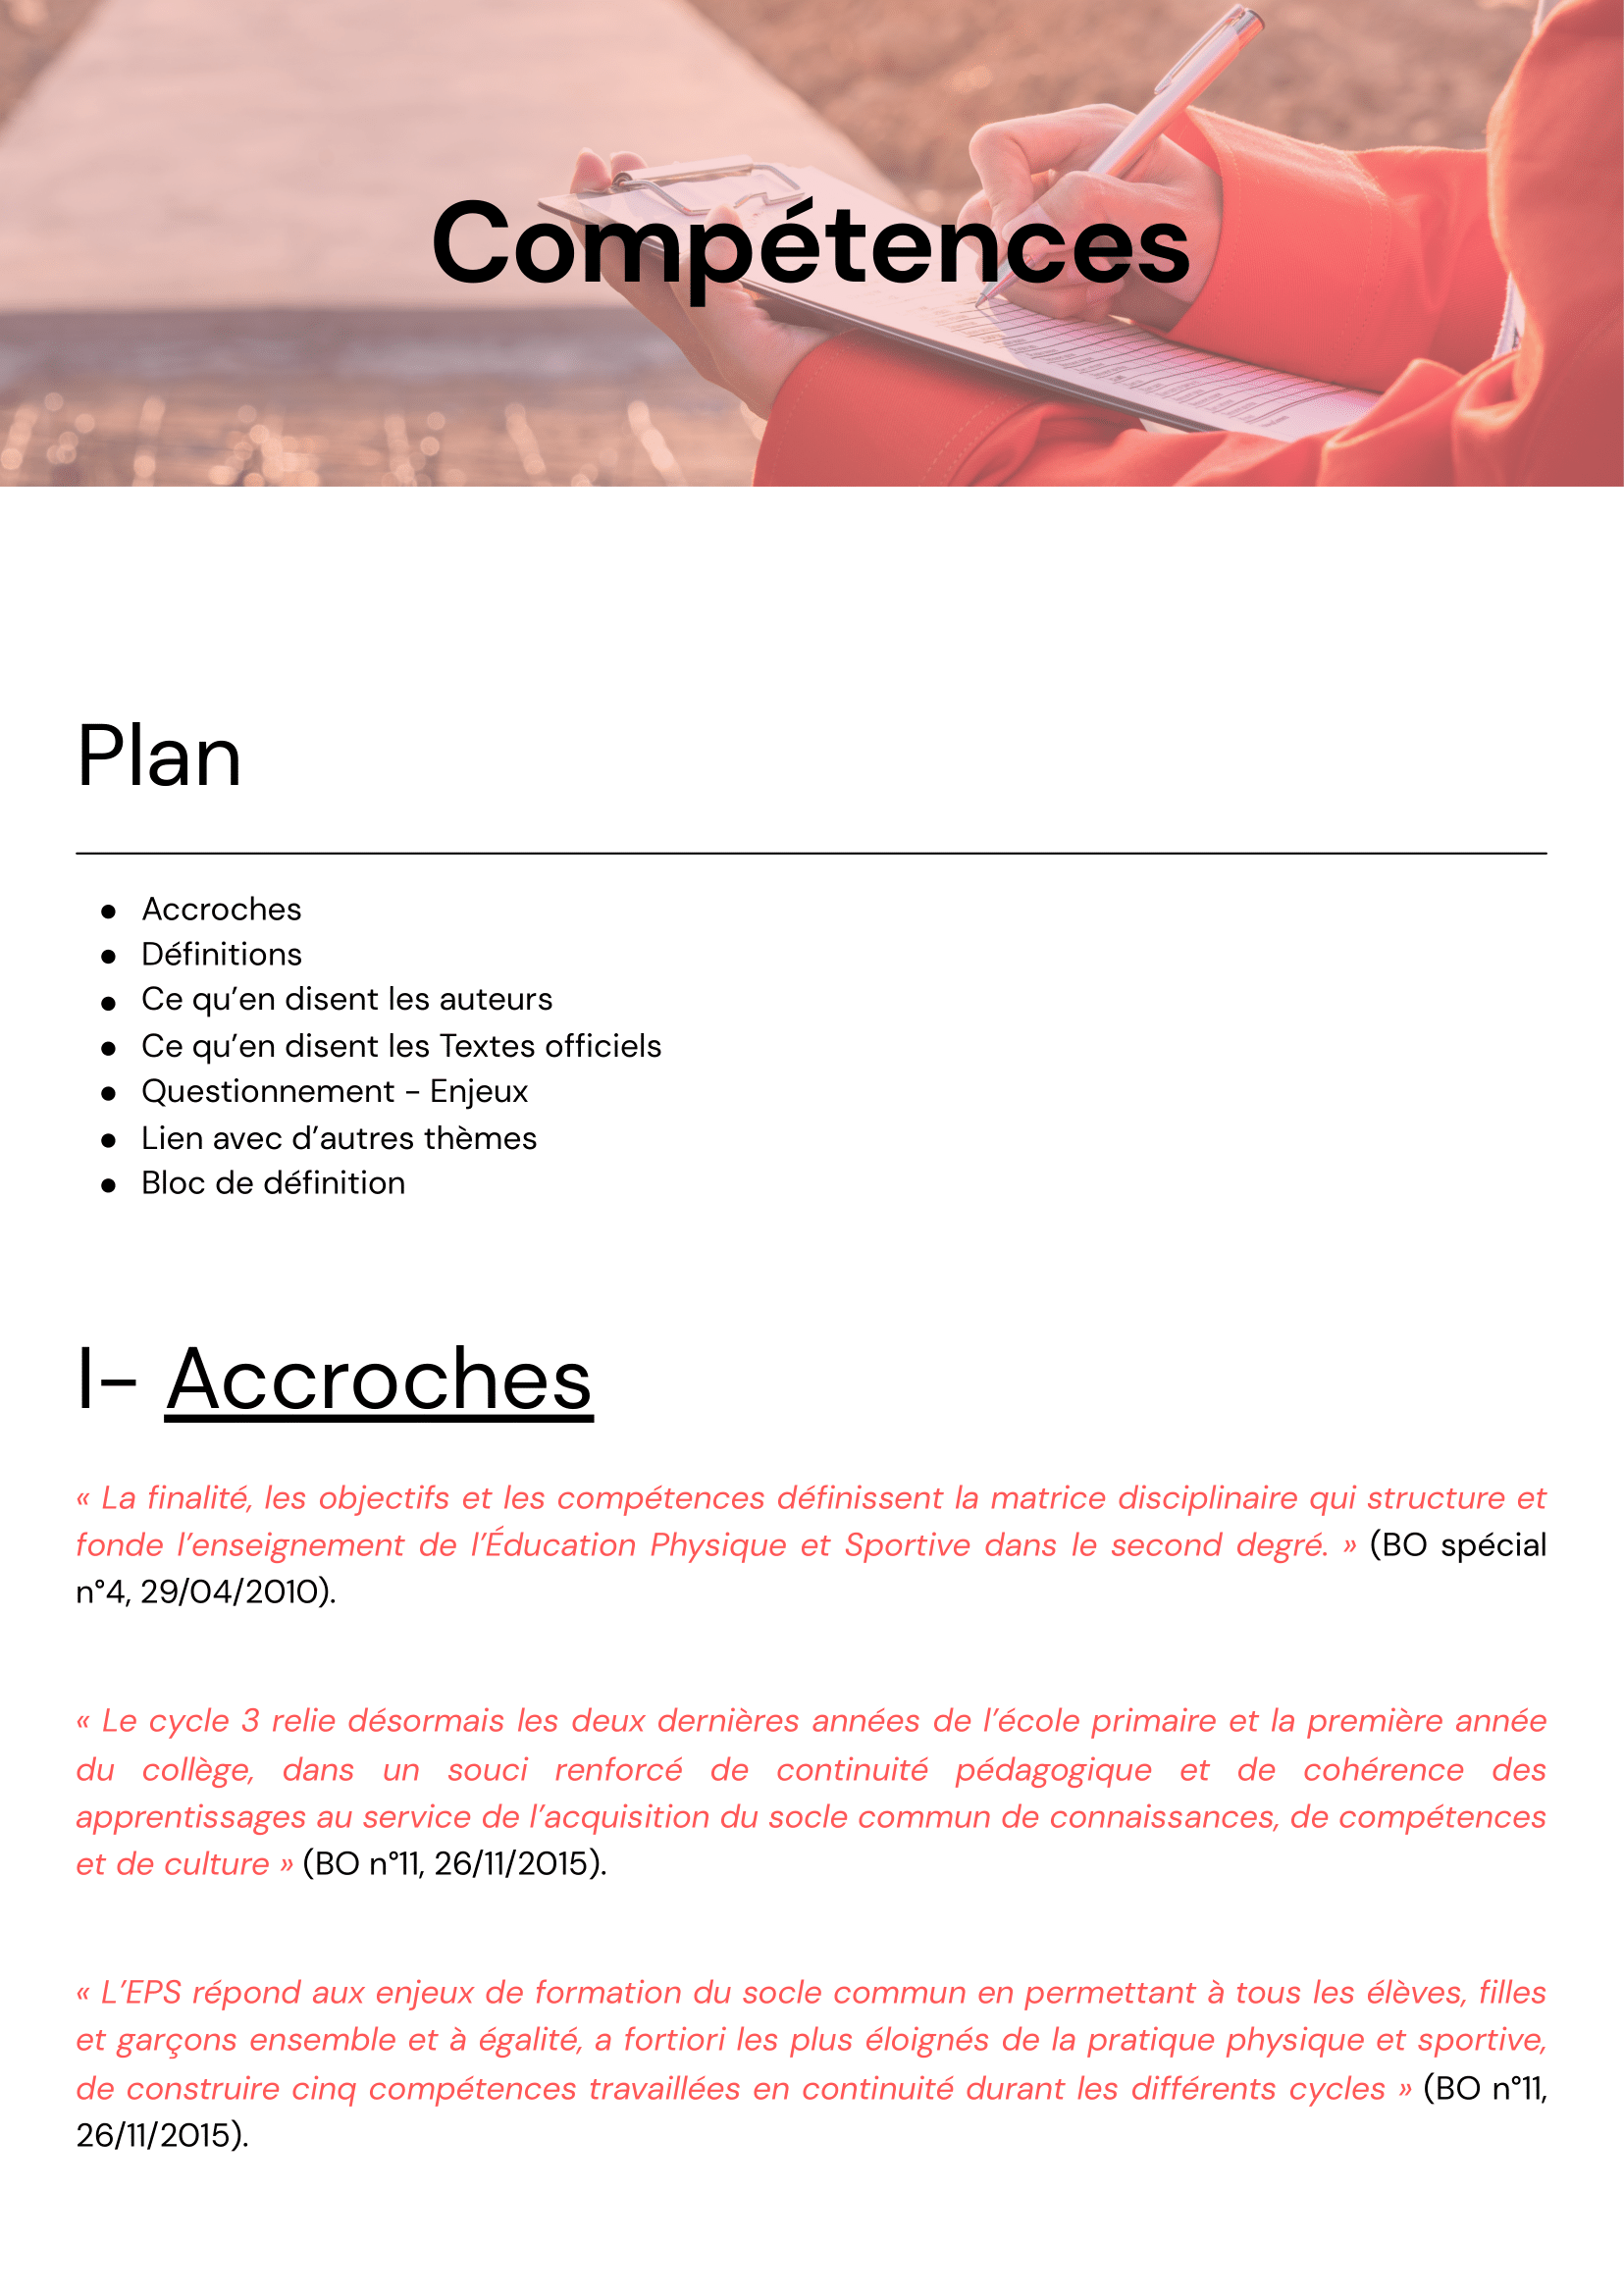 Compétences
Plan
● Accroches
● Définitions
● Ce qu’en disent les auteurs
● Ce qu’en disent les Textes officiels
● Questionnement - Enjeux
● Lien avec d’autres thèmes
● Bloc de définition
I- Accroches
« La finalité, les objectifs et les compétences définissent la matrice disciplinaire qui structure et
fonde l’enseignement de l’Éducation Physique et Sportive dans le second degré. » (BO spécial
n°4, 29/04/2010).
« Le cycle 3 relie désormais les deux dernières années de l’école primaire et la première année
du collège, dans un souci renforcé de continuité pédagogique et de cohérence des
apprentissages au service de l’acquisition du socle commun de connaissances, de compétences
et de culture » (BO n°11, 26/11/2015).
« L’EPS répond aux enjeux de formation du socle commun en permettant à tous les élèves, filles
et garçons ensemble et à égalité, a fortiori les plus éloignés de la pratique physique et sportive,
de construire cinq compétences travaillées en continuité durant les différents cycles » (BO n°11,
26/11/2015).